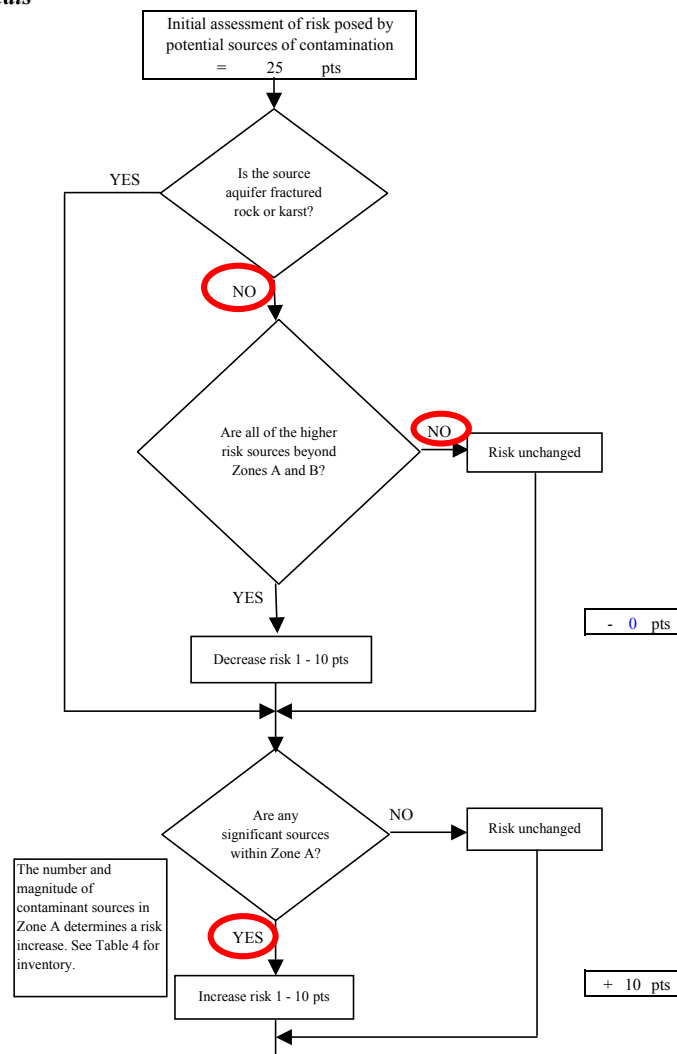 Initial assessment of risk posed by
potential sources of contamination
= 25 pts
YES
Is the source
aquifer fractured
rock or karst?
NO
Are all of the higher
risk sources beyond
Zones A and B?
NO
Risk unchanged
YES
- 0 pts
Decrease risk 1 - 10 pts
Are any
significant sources
within Zone A?
NO
Risk unchanged
The number and
magnitude of
contaminant sources in
Zone A determines a risk
increase. See Table 4 for
inventory.
YES
+ 10 pts
Increase risk 1 - 10 pts